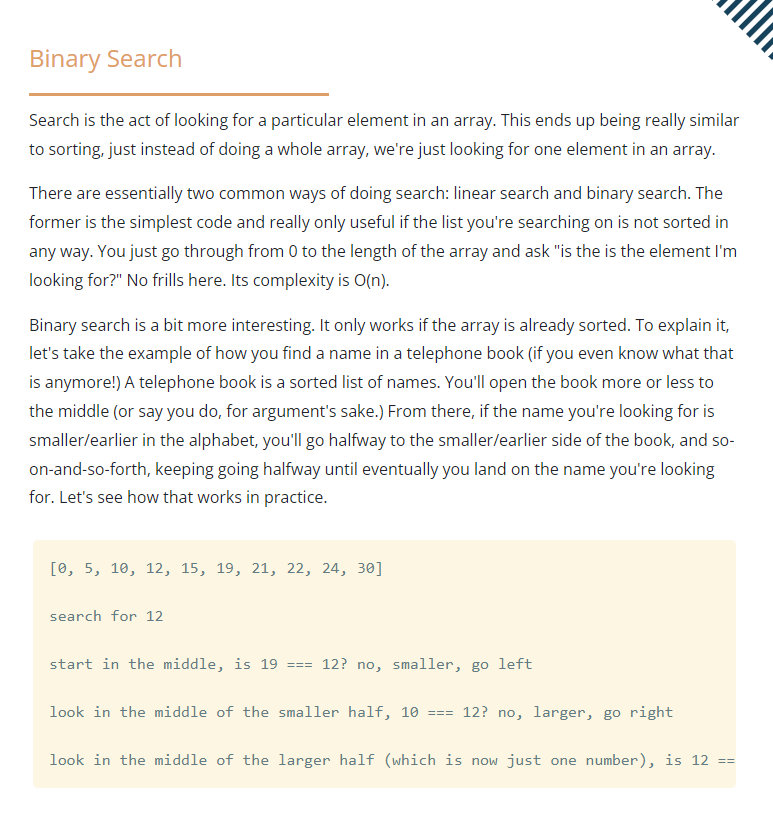 Binary Search
Search is the act of looking for a particular element in an array. This ends up being really similar
to sorting, just instead of doing a whole array, we're just looking for one element in an array.
There are essentially two common ways of doing search: linear search and binary search. The
former is the simplest code and really only useful if the list you're searching on is not sorted in
any way. You just go through from 0 to the length of the array and ask "is the is the element I'm
looking for?" No frills here. Its complexity is O(n).
Binary search is a bit more interesting. It only works if the array is already sorted. To explain it,
let's take the example of how you find a name in a telephone book (if you even know what that
is anymore!) A telephone book is a sorted list of names. You'll open the book more or less to
the middle (or say you do, for argument's sake.) From there, if the name you're looking for is
smaller/earlier in the alphabet, you'll go halfway to the smaller/earlier side of the book, and so-
on-and-so-forth, keeping going halfway until eventually you land on the name you're looking
for. Let's see how that works in practice.
[0, 5, 10, 12, 15, 19, 21, 22, 24, 30]
search for 12
start in the middle, is 19 === 12? no, smaller, go left
look in the middle of the smaller half, 10 === 12? no, larger, go right
look in the middle of the larger half (which is now just one number), is 12 ==